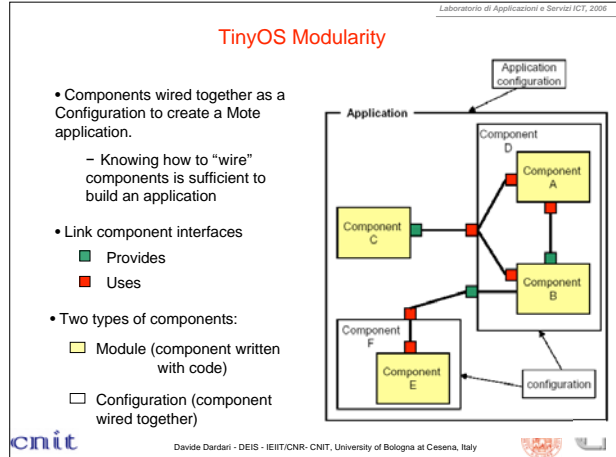 Laboratorio di Applicazioni e Servizi ICT, 2006
TinyOS Modularity
• Components wired together as a
Configuration to create a Mote
application.
− Knowing how to “wire”
components is sufficient to
build an application
• Link component interfaces
Provides
Uses
• Two types of components:
Module (component written
with code)
Configuration (component
wired together)
Application
configuration
Application
Component
D
Component
A
Component
C
Component
B
Component
F
Component
E
configuration
cnit
Davide Dardari - DEIS - IEIIT/CNR- CNIT, University of Bologna at Cesena, Italy